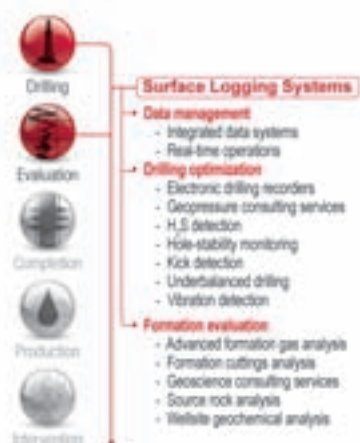 Drilling
Evaluation
Completion
Production
Intervention
Surface Logging Systems
Data management
- Integrated data systems
- Real-time operations
Drilling optimization
- Electronic drilling recorders
- Geopressure consulting services
- H₂S detection
- Hole-stability monitoring
- Kick detection
- Underbalanced drilling
- Vibration detection
Formation evaluation
- Advanced formation gas analysis
- Formation cuttings analysis
- Geoscience consulting services
- Source rock analysis
- Wellsite geochemical analysis